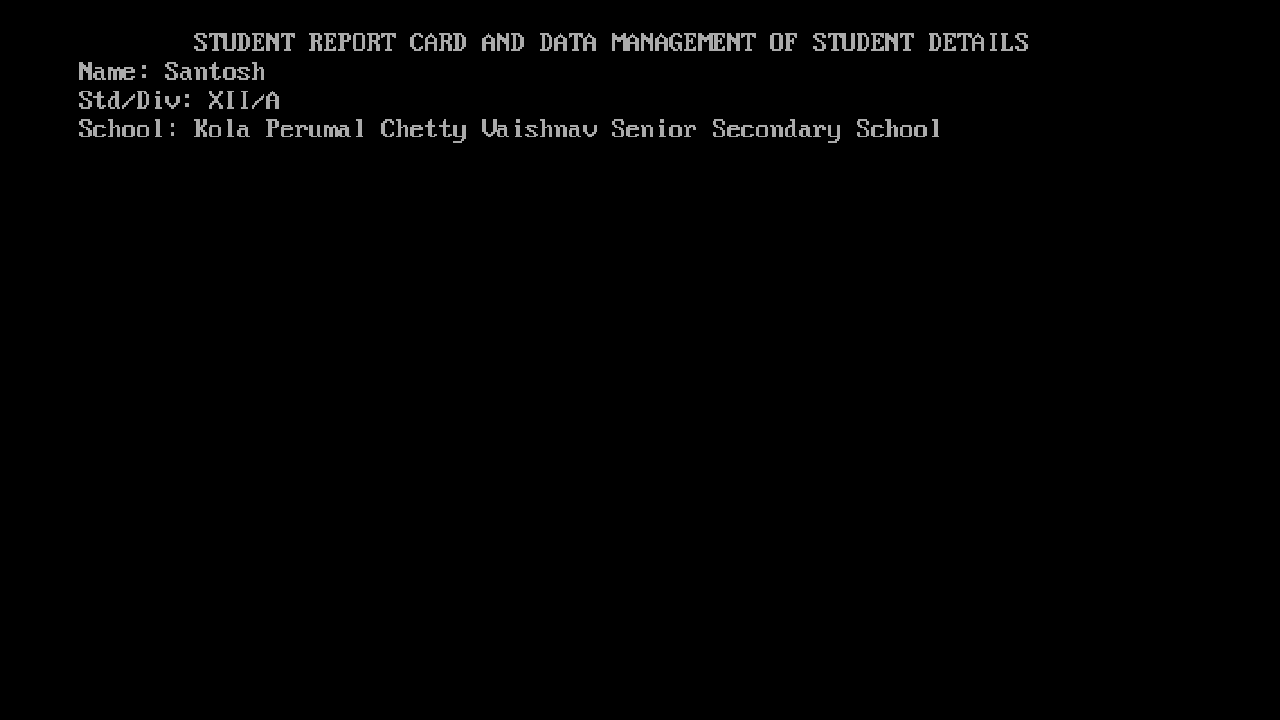 STUDENT REPORT CARD AND DATA MANAGEMENT OF STUDENT DETAILS
Name: Santosh
Std/Div: XII/A
School: Kola Perumal Chetty Vaishnav Senior Secondary School